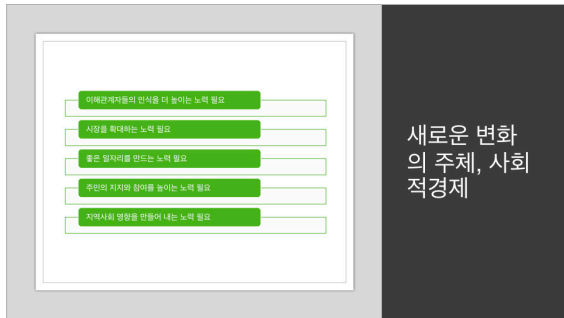 이해관계자들의 인식을 더 높이는 노력 필요
시장을 확대하는 노력 필요
좋은 일자리를 만드는 노력 필요
주민의 지지와 참여를 높이는 노력 필요
지역사회 영향을 만들어 내는 노력 필요
새로운 변화
의 주체, 사회
적경제